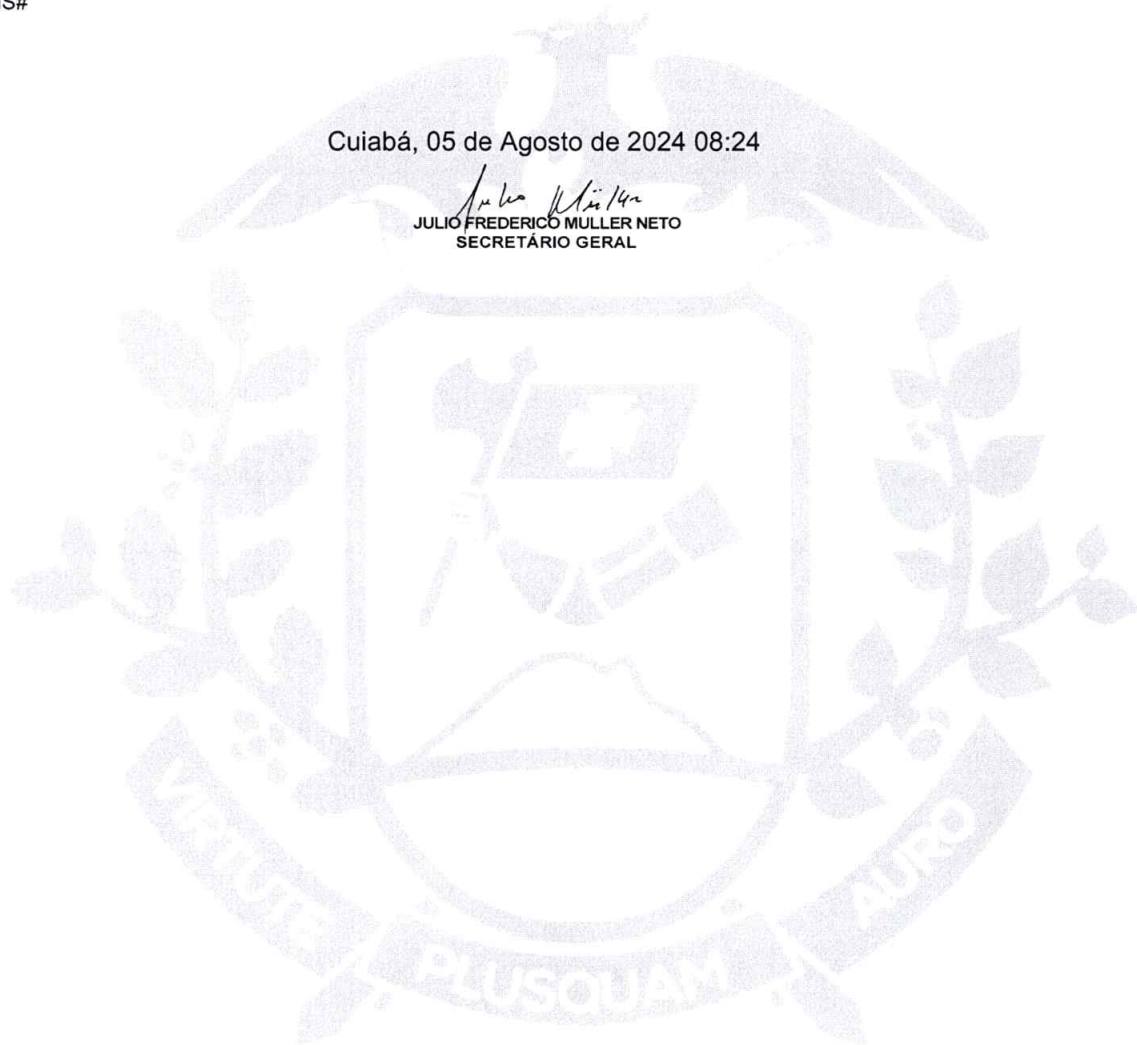 S#
Cuiabá, 05 de Agosto de 2024 08:24
JULIO FREDERICO MULLER NETO
SECRETÁRIO GERAL
VIRTUTE
PLUSQUAM
AURO